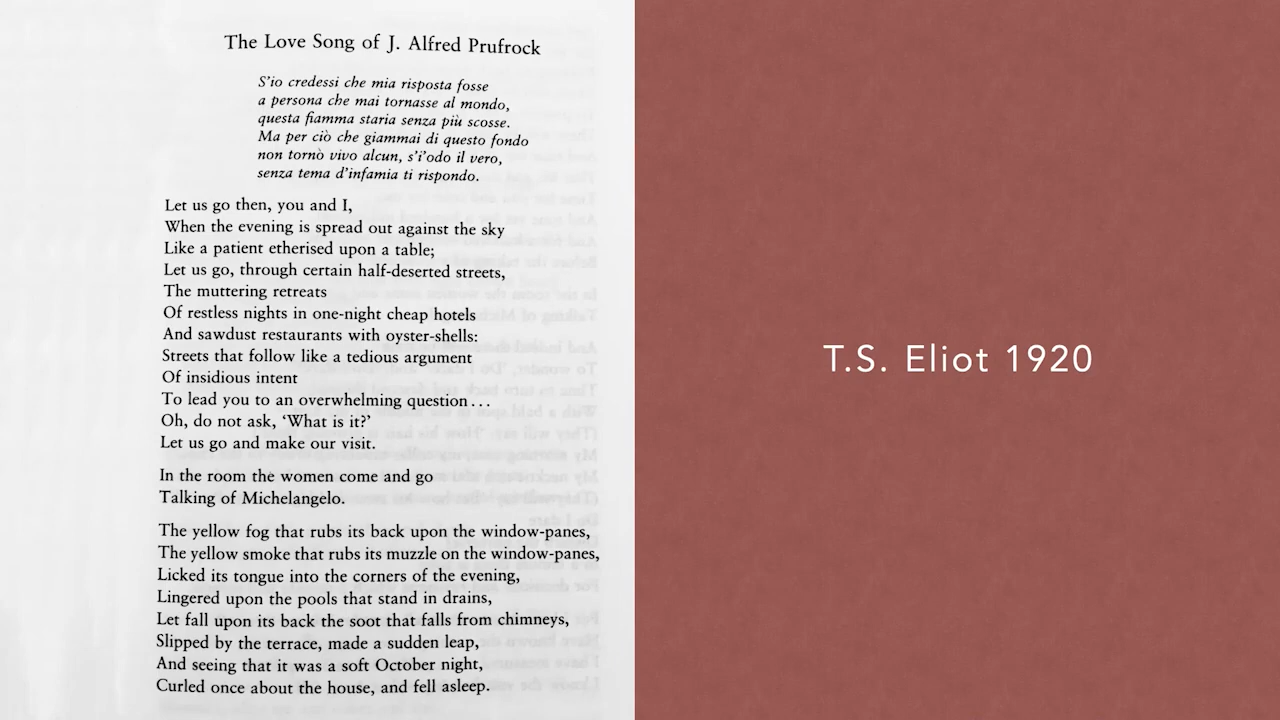 The Love Song of J. Alfred Prufrock
S'io credessi che mia risposta fosse
a persona che mai tornasse al mondo,
questa fiamma staria senza più scosse.
Ma per ciò che giammai di questo fondo
non tornò vivo alcun, s'i'odo il vero,
senza tema d'infamia ti rispondo.
Let us go then, you and I,
When the evening is spread out against the sky
Like a patient etherised upon a table;
Let us go, through certain half-deserted streets,
The muttering retreats
Of restless nights in one-night cheap hotels
And sawdust restaurants with oyster-shells:
Streets that follow like a tedious argument
Of insidious intent
To lead you to an overwhelming question...
Oh, do not ask, ‘What is it?’
Let us go and make our visit.
In the room the women come and go
Talking of Michelangelo.
The yellow fog that rubs its back upon the window-panes,
The yellow smoke that rubs its muzzle on the window-panes,
Licked its tongue into the corners of the evening,
Lingered upon the pools that stand in drains,
Let fall upon its back the soot that falls from chimneys,
Slipped by the terrace, made a sudden leap,
And seeing that it was a soft October night,
Curled once about the house, and fell asleep.
T.S. Eliot 1920